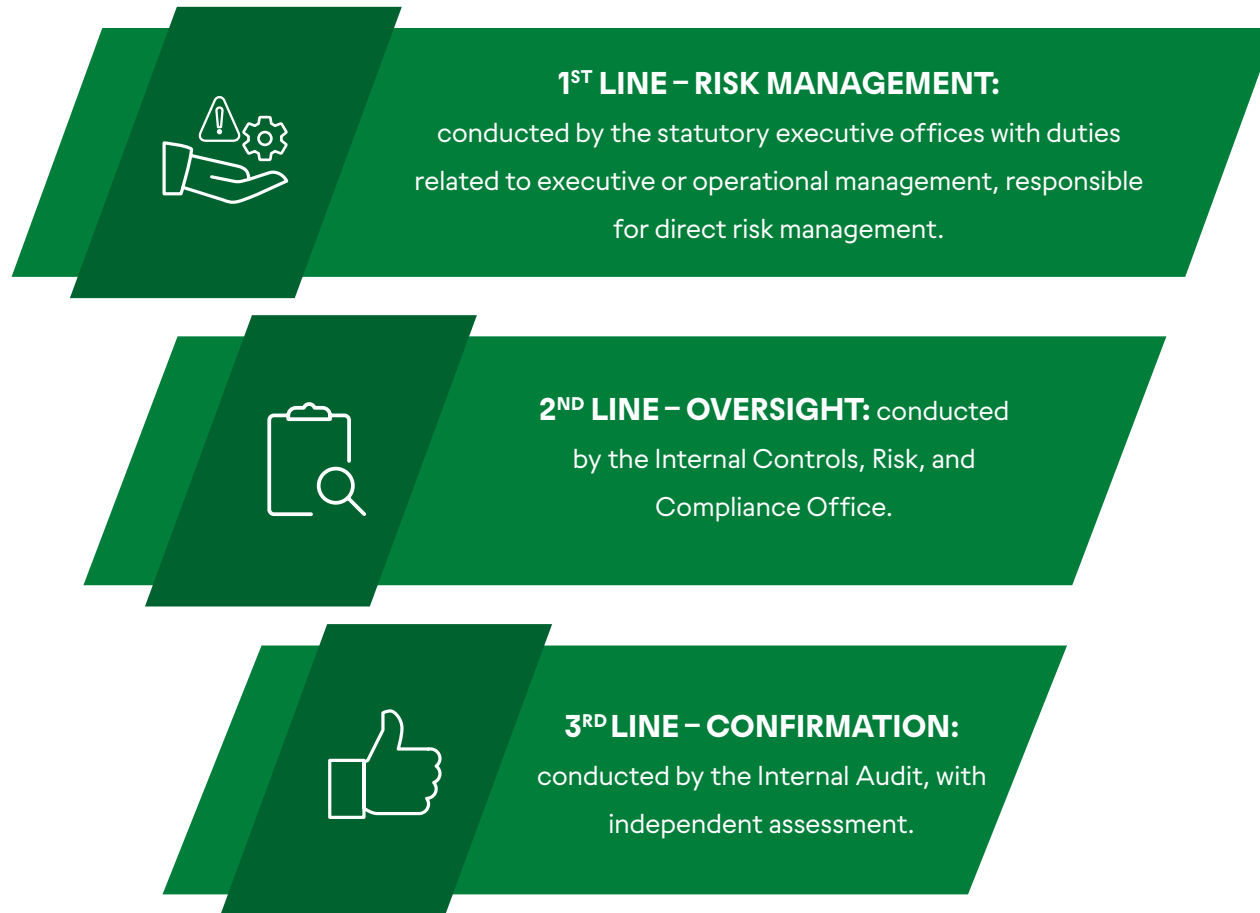 1ST LINE – RISK MANAGEMENT:
conducted by the statutory executive offices with duties
related to executive or operational management, responsible
for direct risk management.
2ND LINE – OVERSIGHT: conducted
by the Internal Controls, Risk, and
Compliance Office.
3RD LINE – CONFIRMATION:
conducted by the Internal Audit, with
independent assessment.